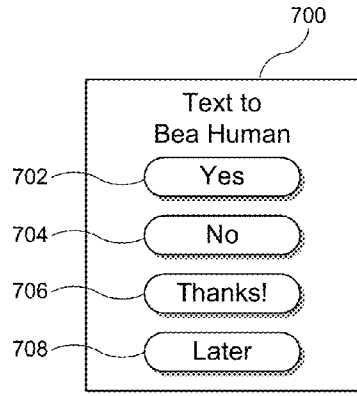 700
Text to
Bea Human
702
Yes
704
No
706
Thanks!
708
Later